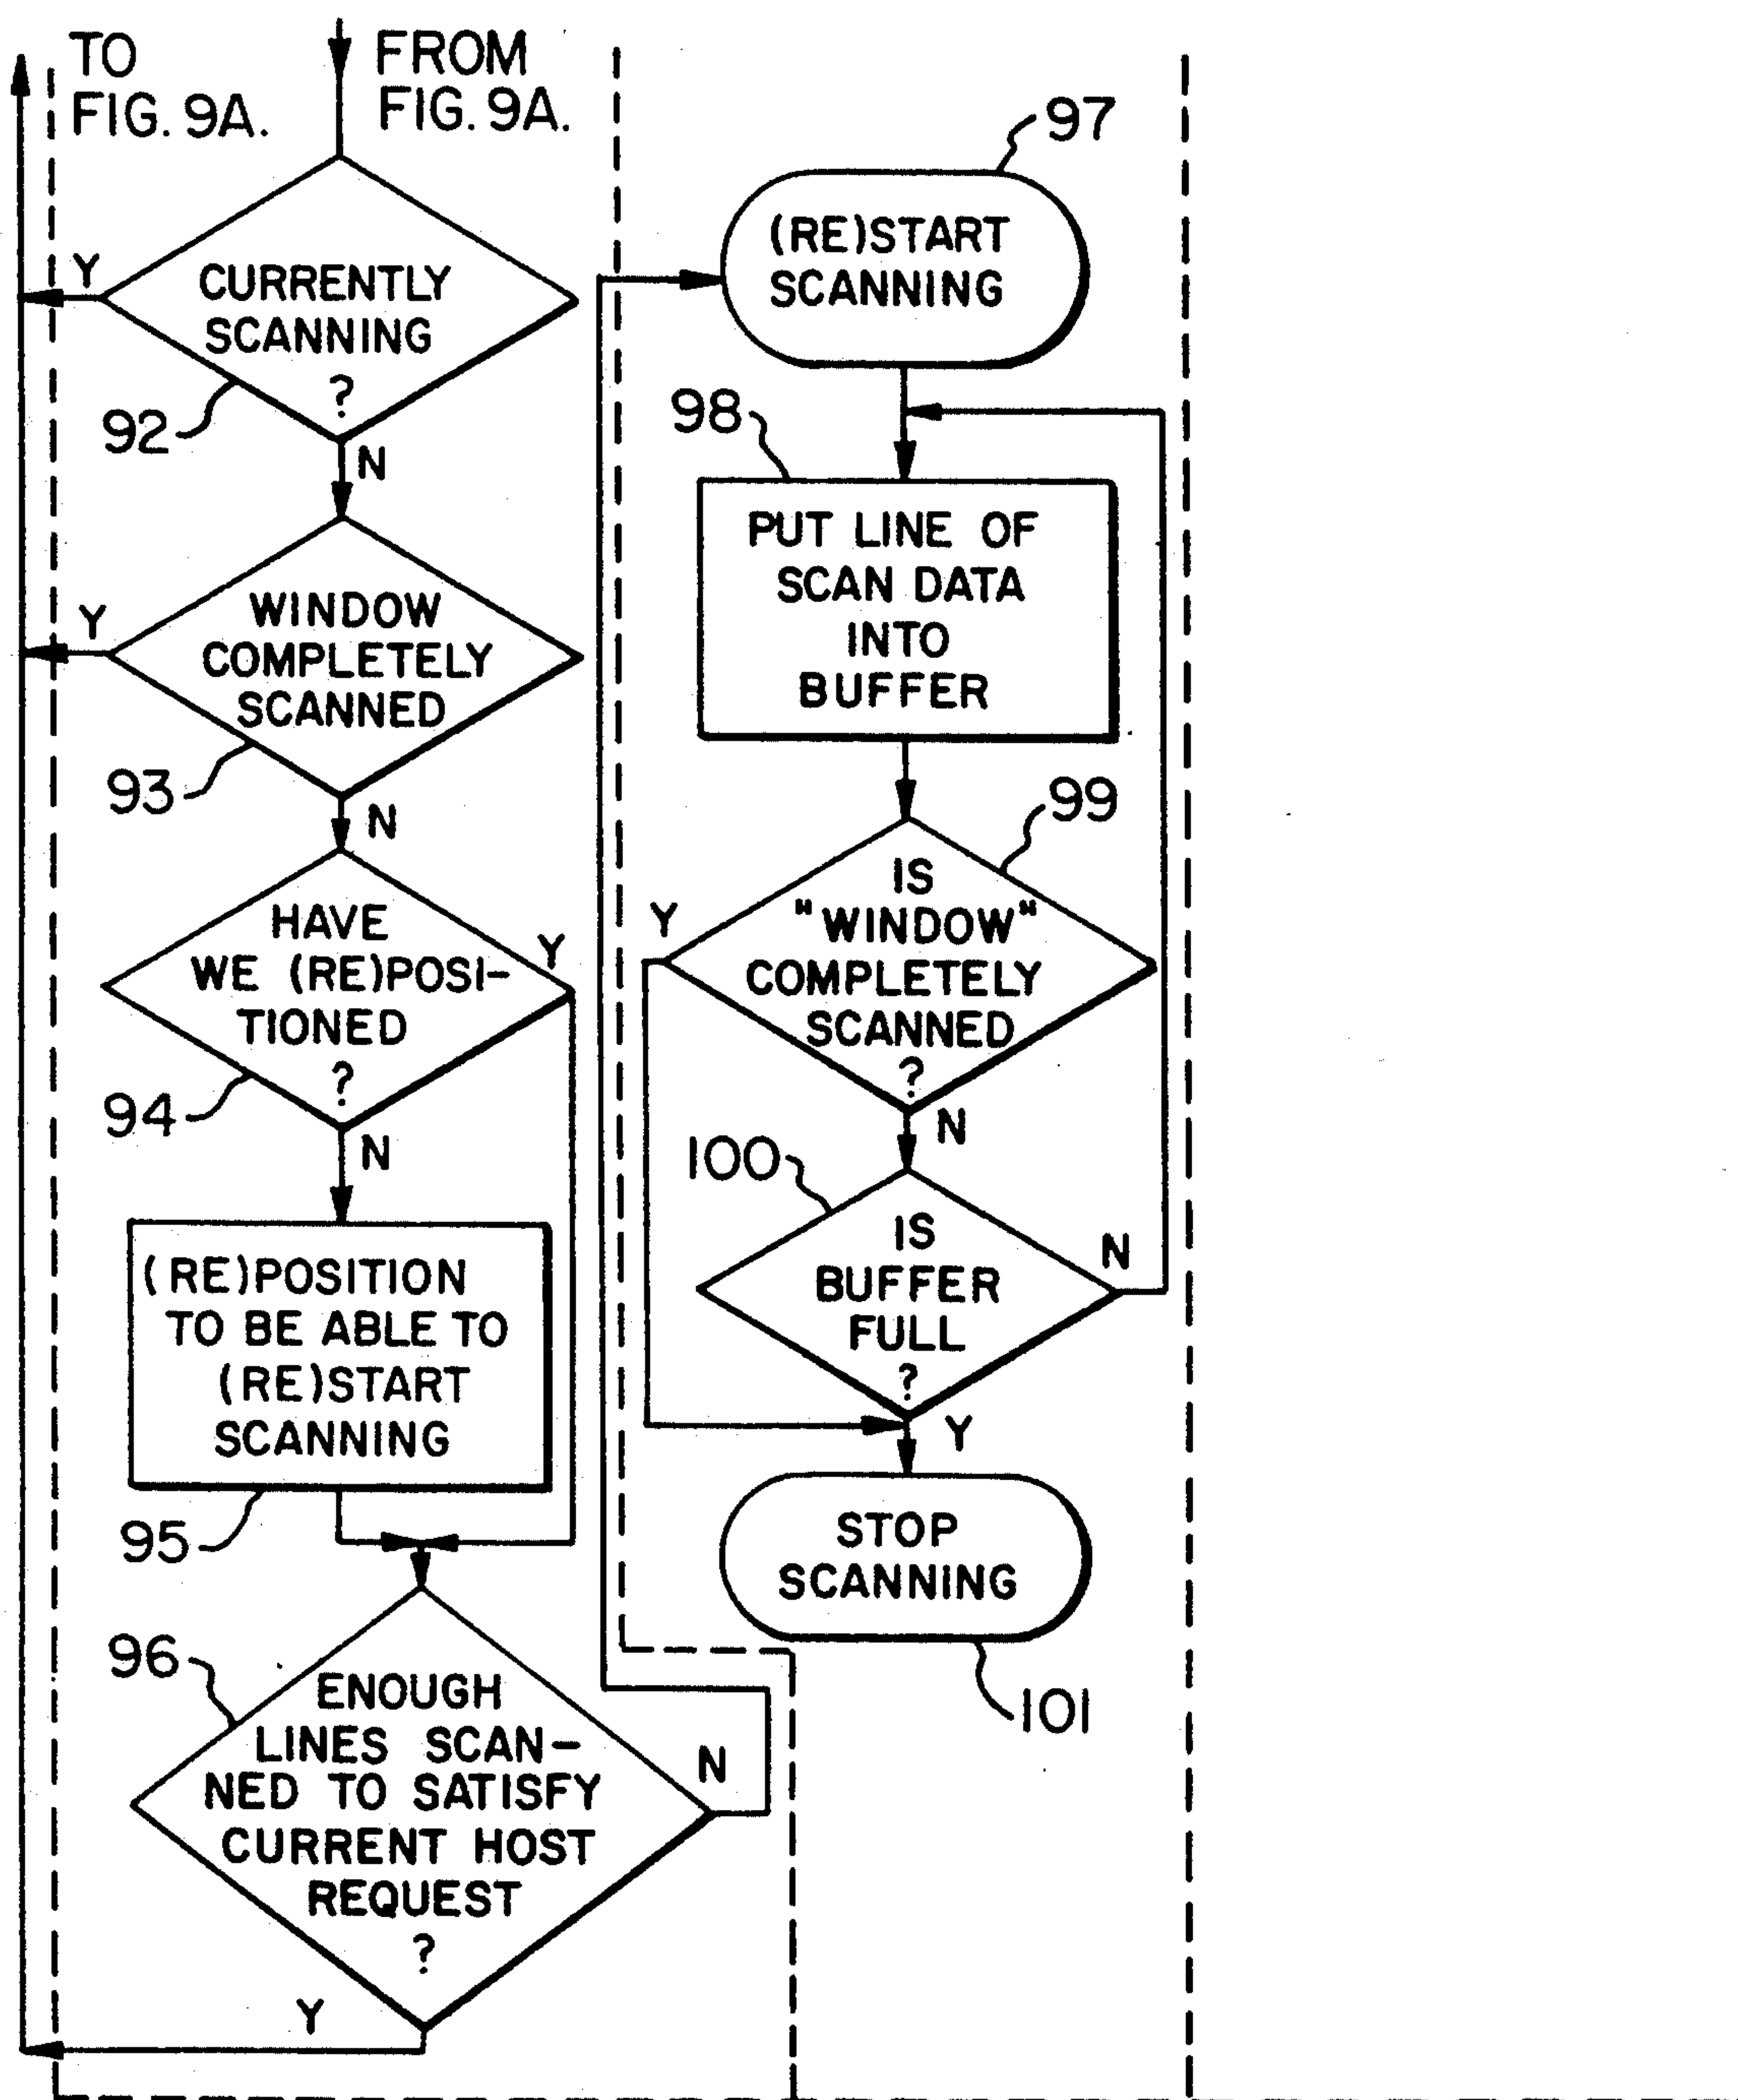 TO
FIG. 9A.
FROM
FIG. 9A.
Y
CURRENTLY
SCANNING
?
92
N
Y
WINDOW
COMPLETELY
SCANNED
93
N
HAVE
WE (RE)POSI-
TIONED
?
Y
94
N
(RE)POSITION
TO BE ABLE TO
(RE)START
SCANNING
95
96
ENOUGH
LINES SCAN-
NED TO SATISFY
CURRENT HOST
REQUEST
?
N
Y
97
(RE)START
SCANNING
98
PUT LINE OF
SCAN DATA
INTO
BUFFER
99
IS
"WINDOW"
COMPLETELY
SCANNED
?
Y
N
100
IS
BUFFER
FULL
?
N
Y
STOP
SCANNING
101